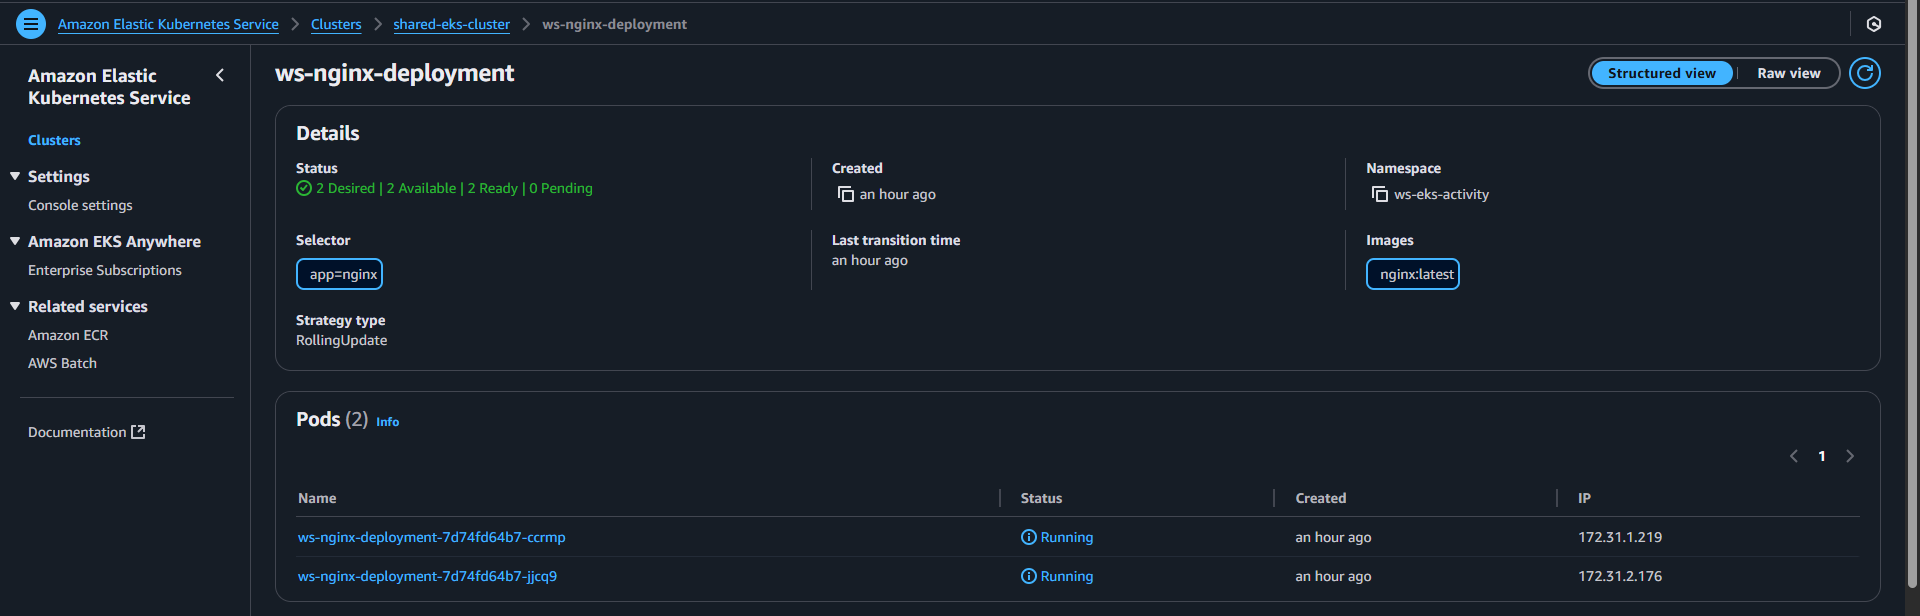 Amazon Elastic Kubernetes Service > Clusters > shared-eks-cluster > ws-nginx-deployment
Amazon Elastic
Kubernetes Service
Clusters
Settings
Console settings
Amazon EKS Anywhere
Enterprise Subscriptions
Related services
Amazon ECR
AWS Batch
Documentation
ws-nginx-deployment
Structured view | Raw view
Details
Status
2 Desired | 2 Available | 2 Ready | 0 Pending
Created
an hour ago
Namespace
ws-eks-activity
Selector
app=nginx
Last transition time
an hour ago
Images
nginx:latest
Strategy type
RollingUpdate
Pods (2) Info
1
Name Status Created IP
ws-nginx-deployment-7d74fd64b7-ccrmp Running an hour ago 172.31.1.219
ws-nginx-deployment-7d74fd64b7-jjcq9 Running an hour ago 172.31.2.176